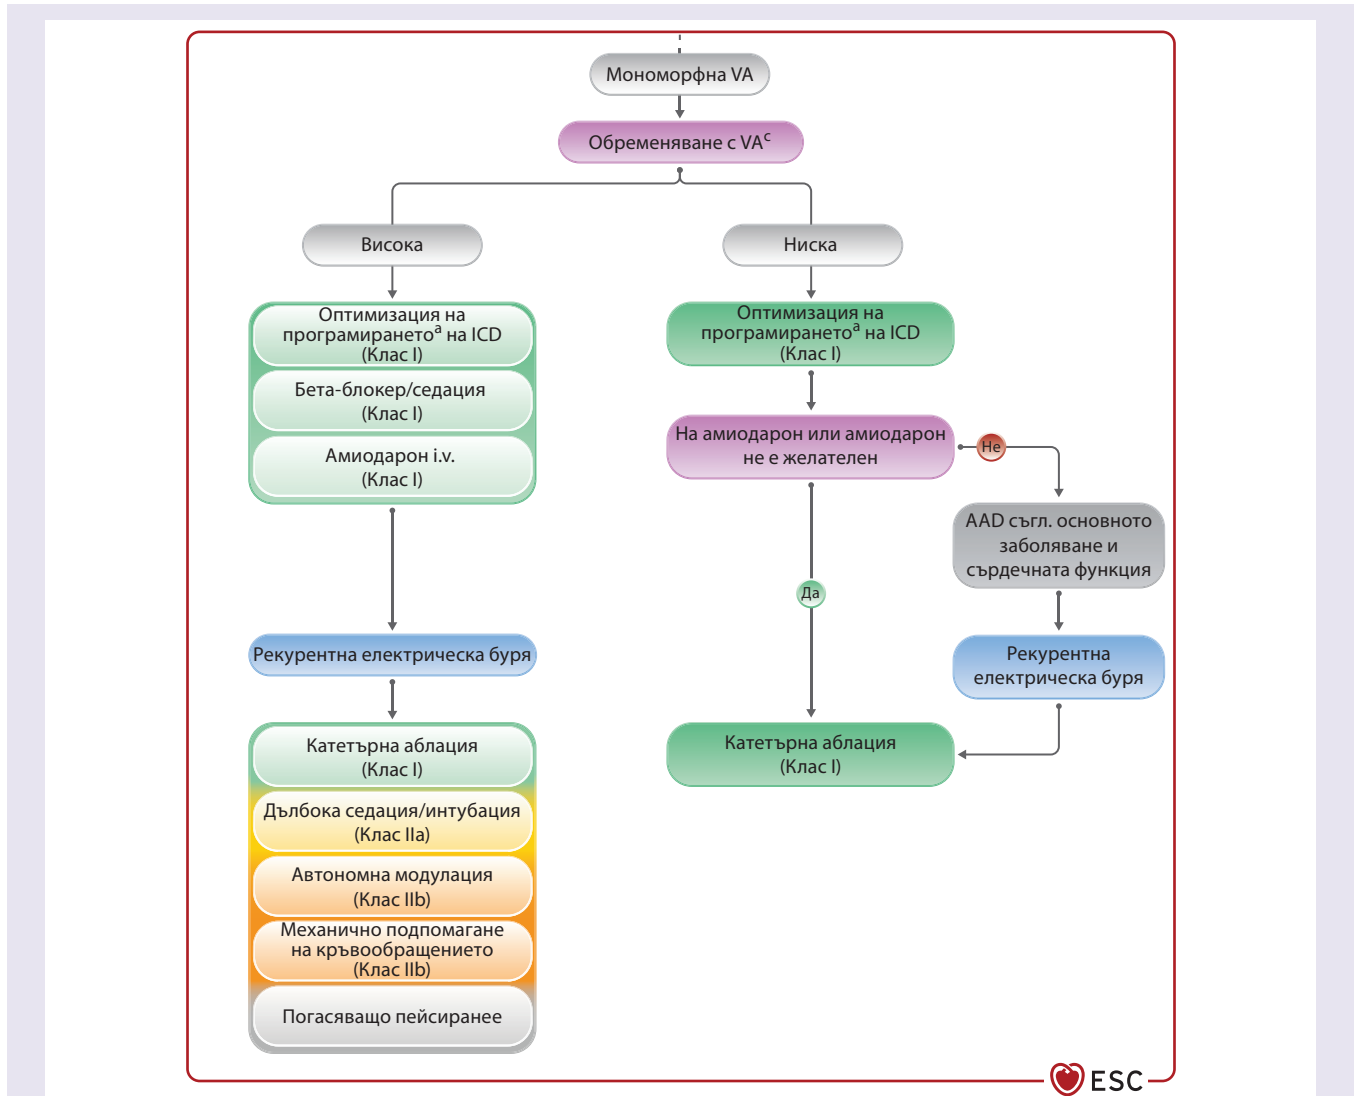 Мономорфна VA
Обременяване с VAc
Висока
Ниска
Оптимизация на
програмиранетоa на ICD
(Клас I)
Бета-блокер/седация
(Клас I)
Амиодарон i.v.
(Клас I)
Рекурентна електрическа буря
Катетърна аблация
(Клас I)
Дълбока седация/интубация
(Клас IIa)
Автономна модулация
(Клас IIb)
Механично подпомагане
на кръвообращението
(Клас IIb)
Погасяващо пейсиранее
Оптимизация на
програмиранетоa на ICD
(Клас I)
На амиодарон или амиодарон
не е желателен
Не
AAD съгл. основното
заболяване и
сърдечната функция
Да
Рекурентна
електрическа буря
Катетърна аблация
(Клас I)
ESC